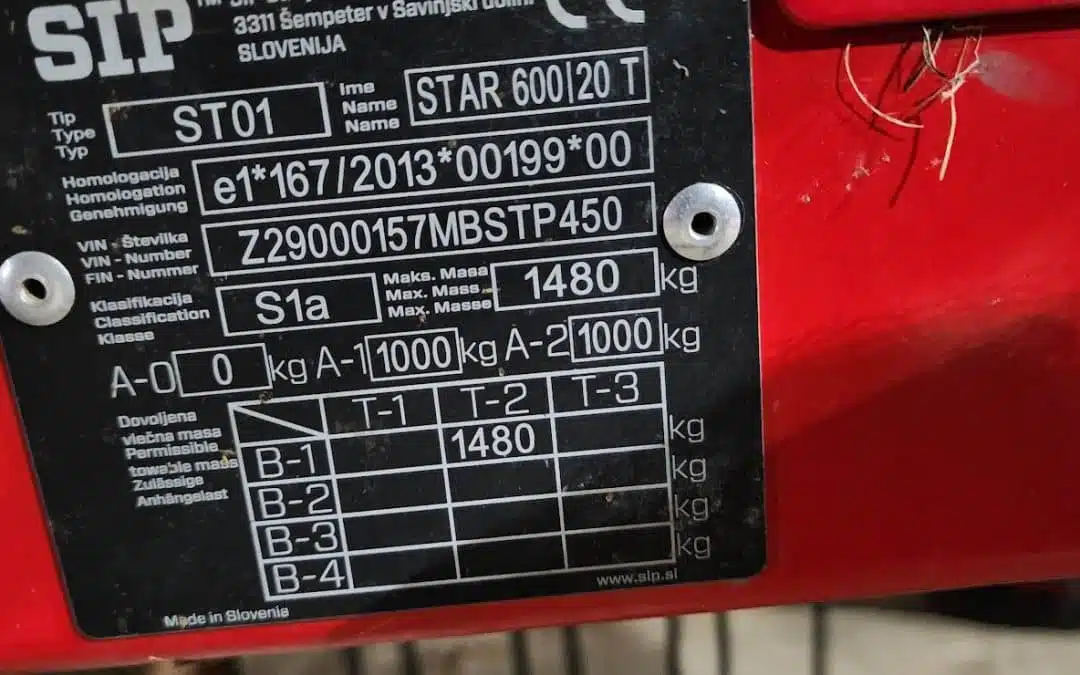 SIP ™
3311 Šempeter v Savinjski dolini
SLOVENIJA
Tip
Type
Typ
ST01
Ime
Name
Name
STAR 600/20 T
Homologacija
Homologation
Genehmigung
e1*167/2013*00199*00
VIN - Številka
VIN - Number
FIN - Nummer
Z29000157MBSTP450
Klasifikacija
Classification
Klasse
S1a
Maks. Masa
Max. Mass
Max. Masse
1480 kg
A-0 0 kg A-1 1000 kg A-2 1000 kg
Dovoljena
vlečna masa
Permissible
towable mass
Zulässige
Anhängelast
T-1 T-2 T-3
B-1 1480 kg
B-2 kg
B-3 kg
B-4 kg
www.sip.si
Made in Slovenia